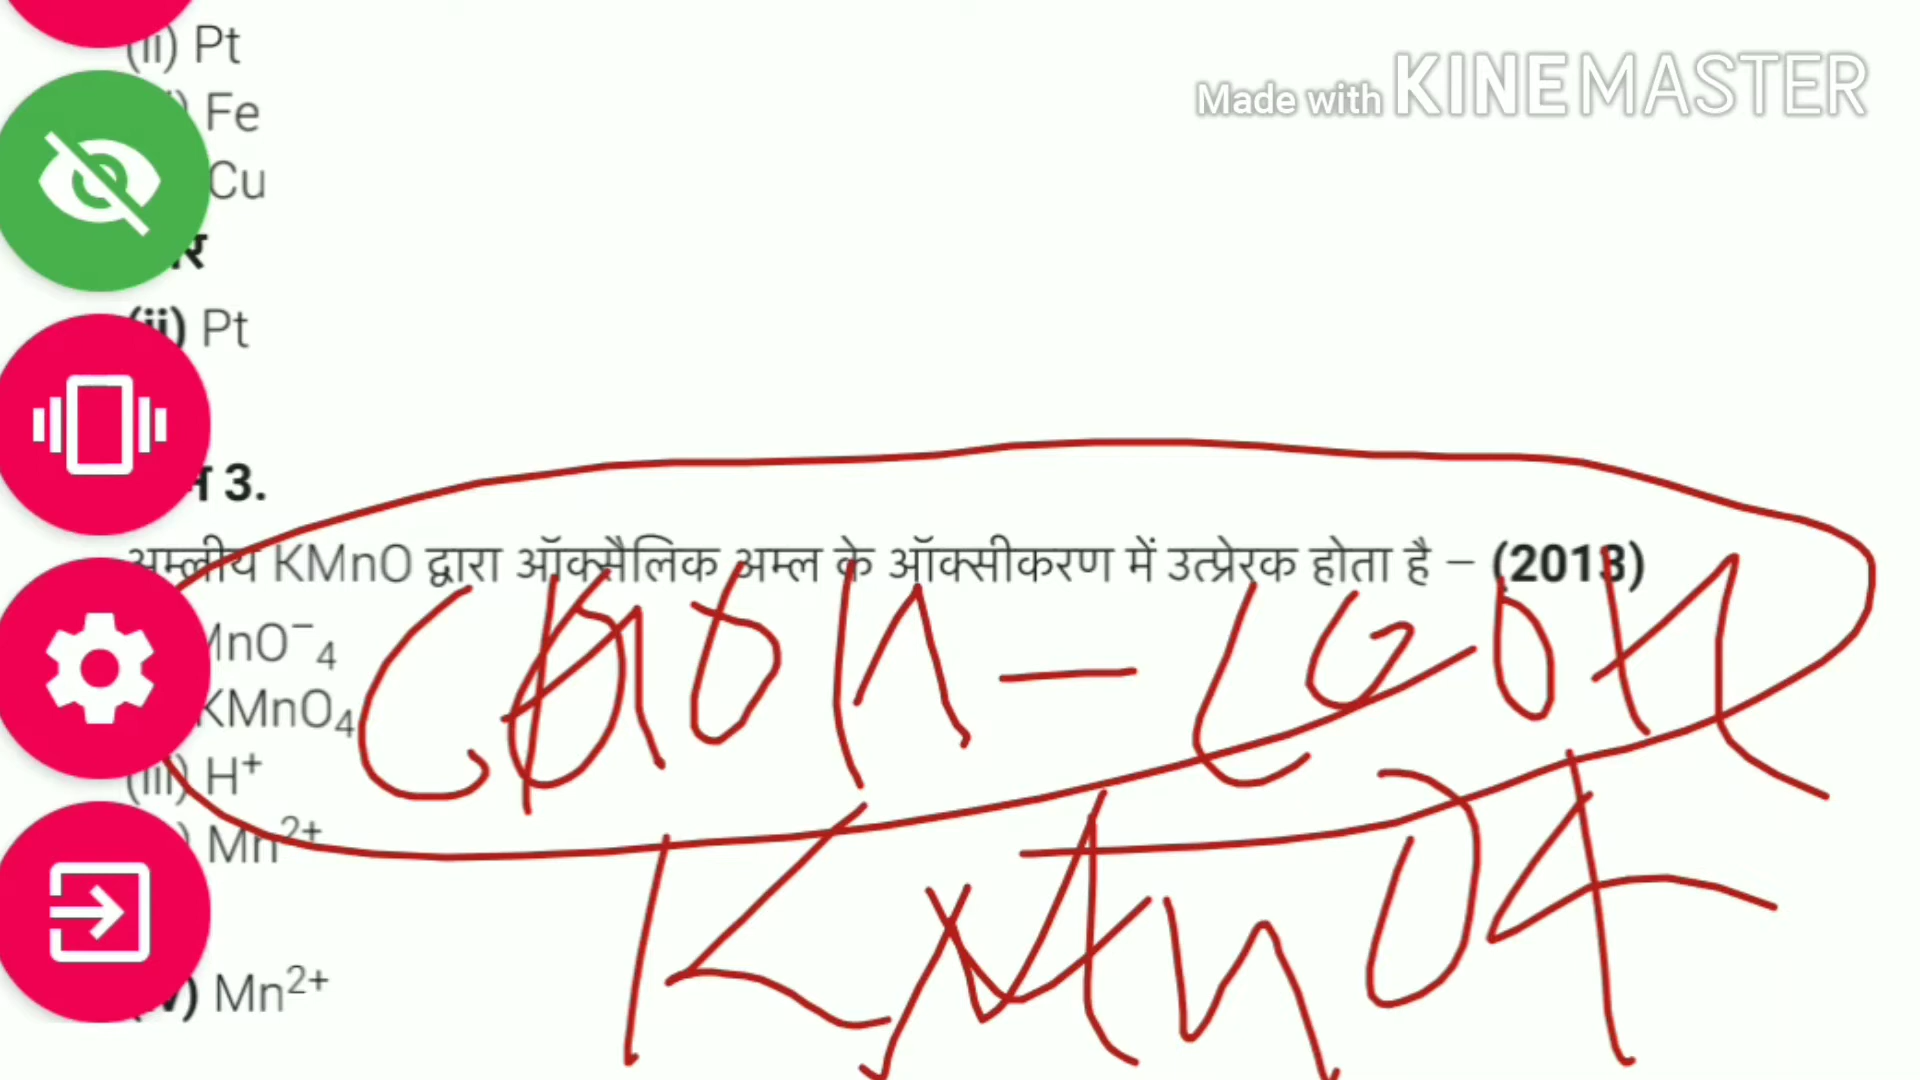 (ii) Pt
Made with KINEMASTER
Fe
Cu
(ii) Pt
3.
अम्लीय KMnO द्वारा ऑक्सैलिक अम्ल के ऑक्सीकरण में उत्प्रेरक होता है – (2013)
MnO⁻₄
KMnO₄
(iii) H⁺
Mn²⁺
KMnO4
Mn²⁺